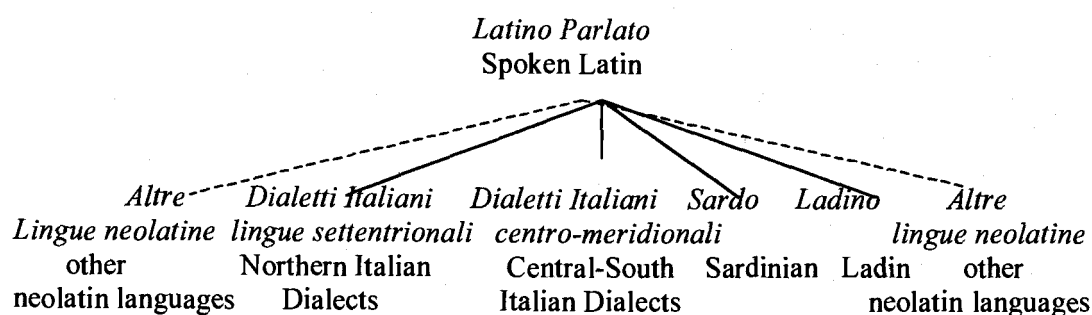 Latino Parlato
Spoken Latin
Altre Dialetti Italiani Dialetti Italiani Sardo Ladino Altre
Lingue neolatine lingue settentrionali centro-meridionali lingue neolatine
other Northern Italian Central-South Sardinian Ladin other
neolatin languages Dialects Italian Dialects neolatin languages